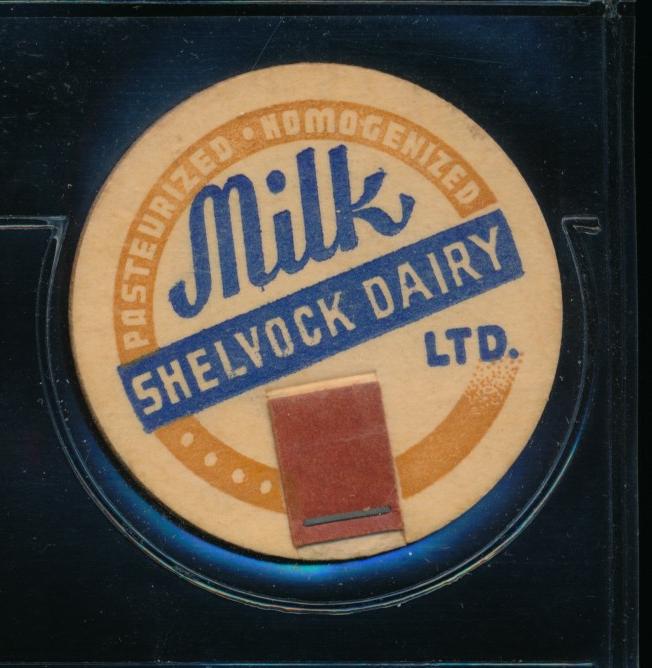 PASTEURIZED • HOMOGENIZED
Milk
SHELVOCK DAIRY
LTD.